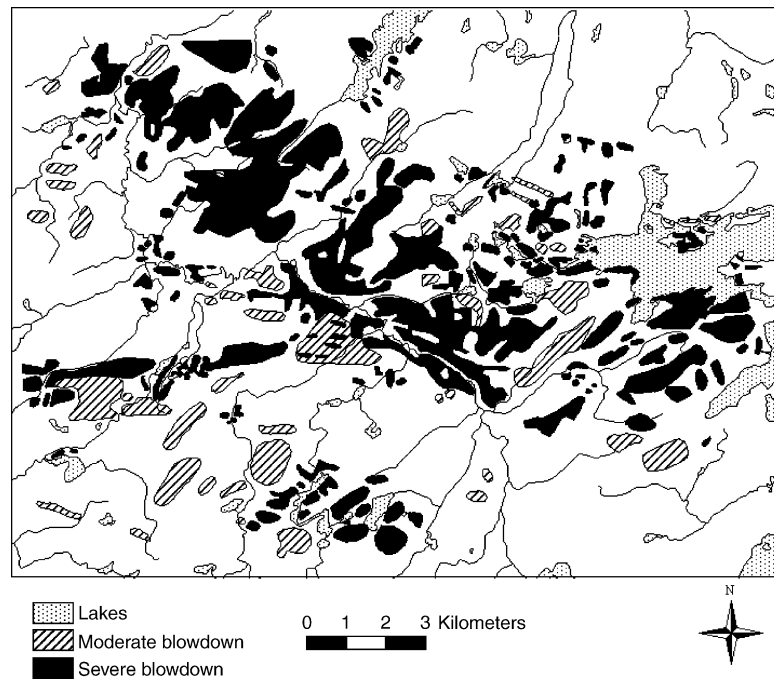 N
Lakes
0 1 2 3 Kilometers
Moderate blowdown
Severe blowdown